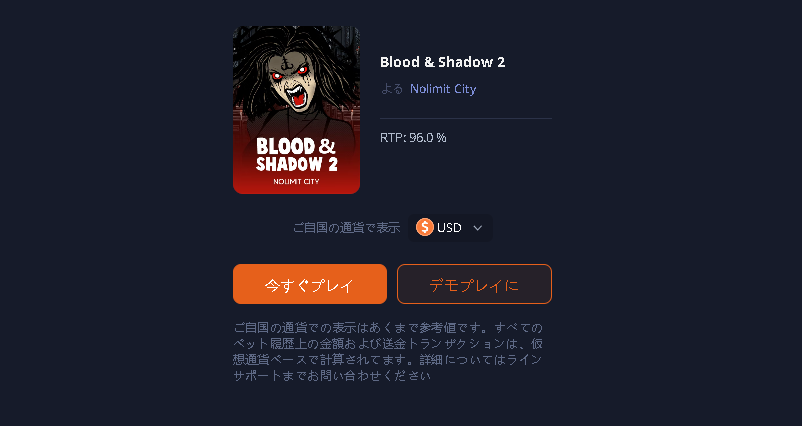 Blood & Shadow 2
よる Nolimit City
RTP: 96.0 %
BLOOD &
SHADOW 2
NOLIMIT CITY
ご自国の通貨で表示 $ USD
今すぐプレイ
デモプレイに
ご自国の通貨での表示はあくまで参考値です。すべての
ベット履歴上の金額および送金トランザクションは、仮
想通貨ベースで計算されてます。詳細についてはライン
サポートまでお問い合わせください